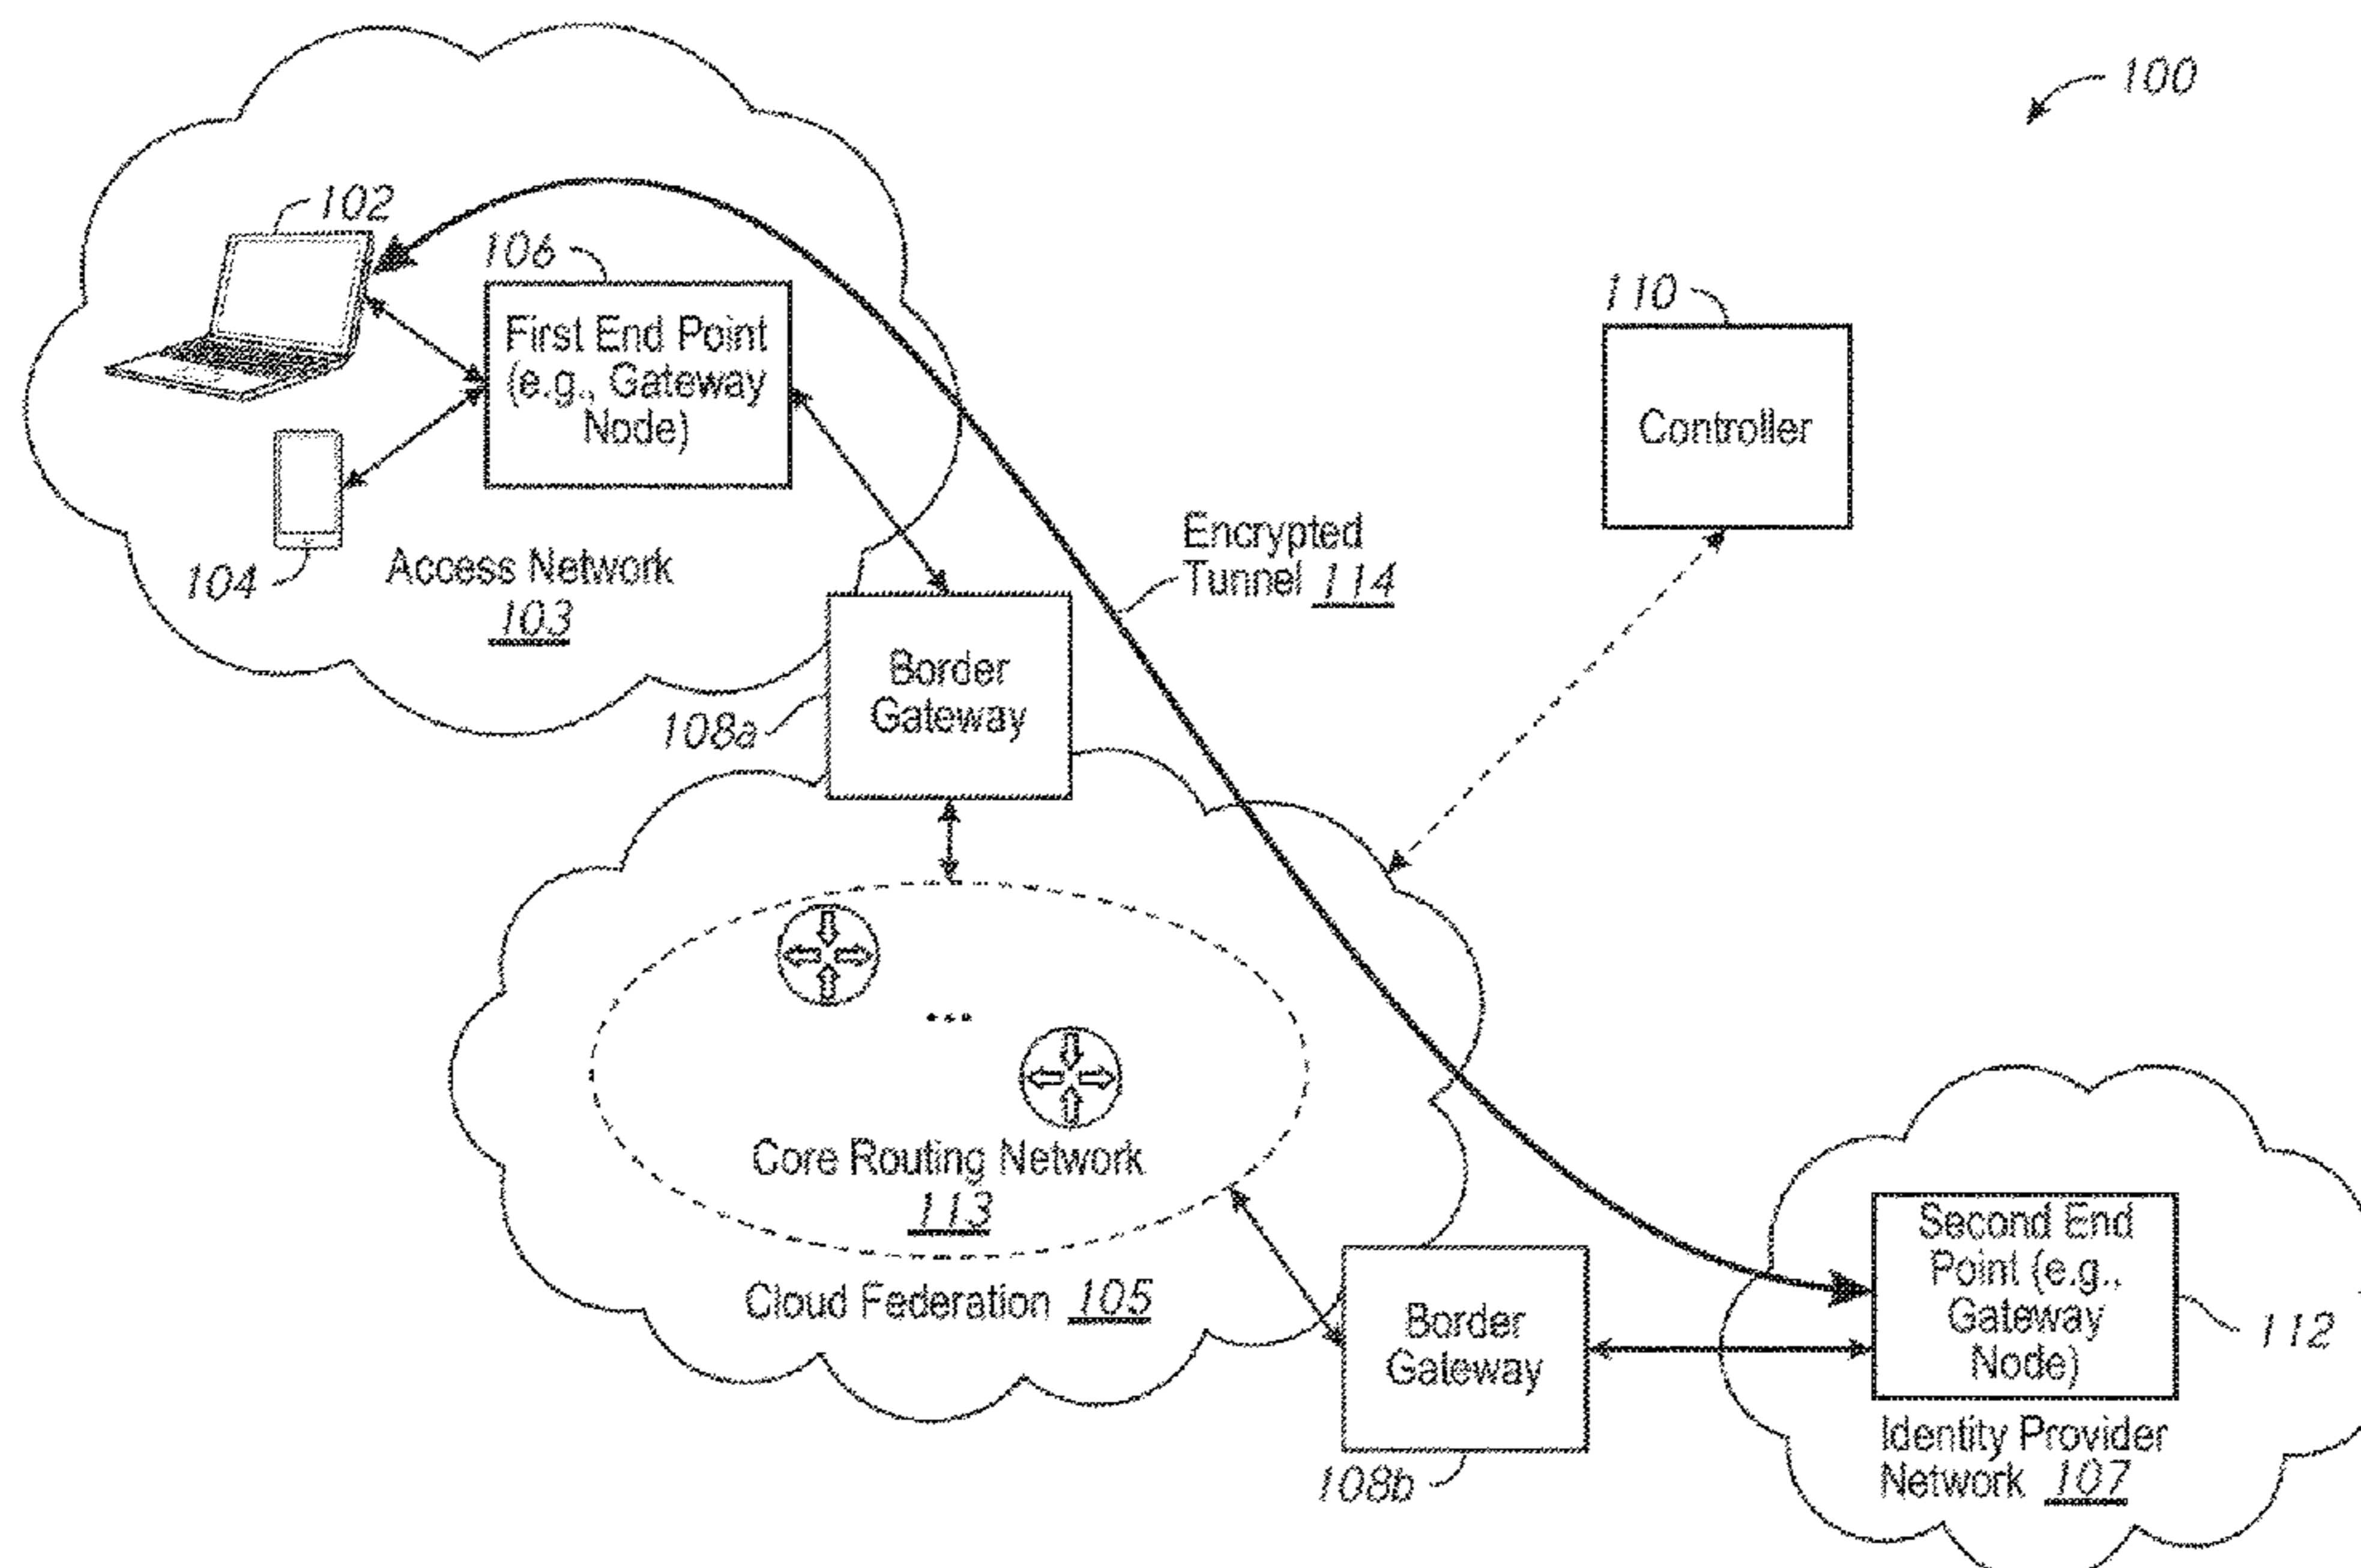 100
102
106
First End Point
(e.g., Gateway
Node)
104
Access Network
103
110
Controller
Encrypted
Tunnel 114
Border
Gateway
108a
...
Core Routing Network
113
Cloud Federation 105
Border
Gateway
108b
Second End
Point (e.g.,
Gateway
Node)
112
Identity Provider
Network 107